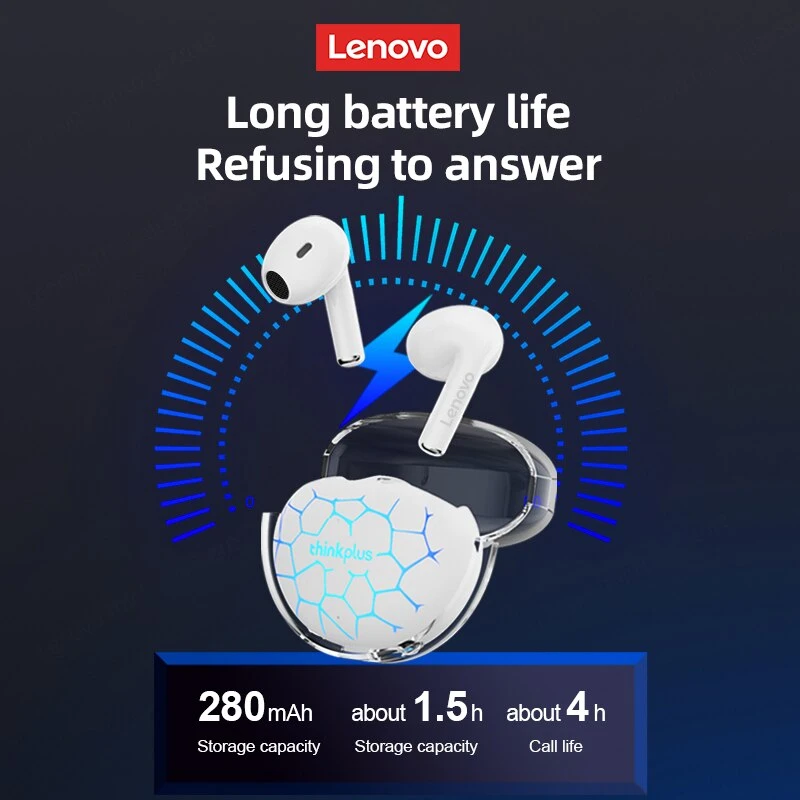 Lenovo
Long battery life
Refusing to answer
Lenovo
0
thinkplus
280mAh about 1.5h about 4h
Storage capacity Storage capacity Call life